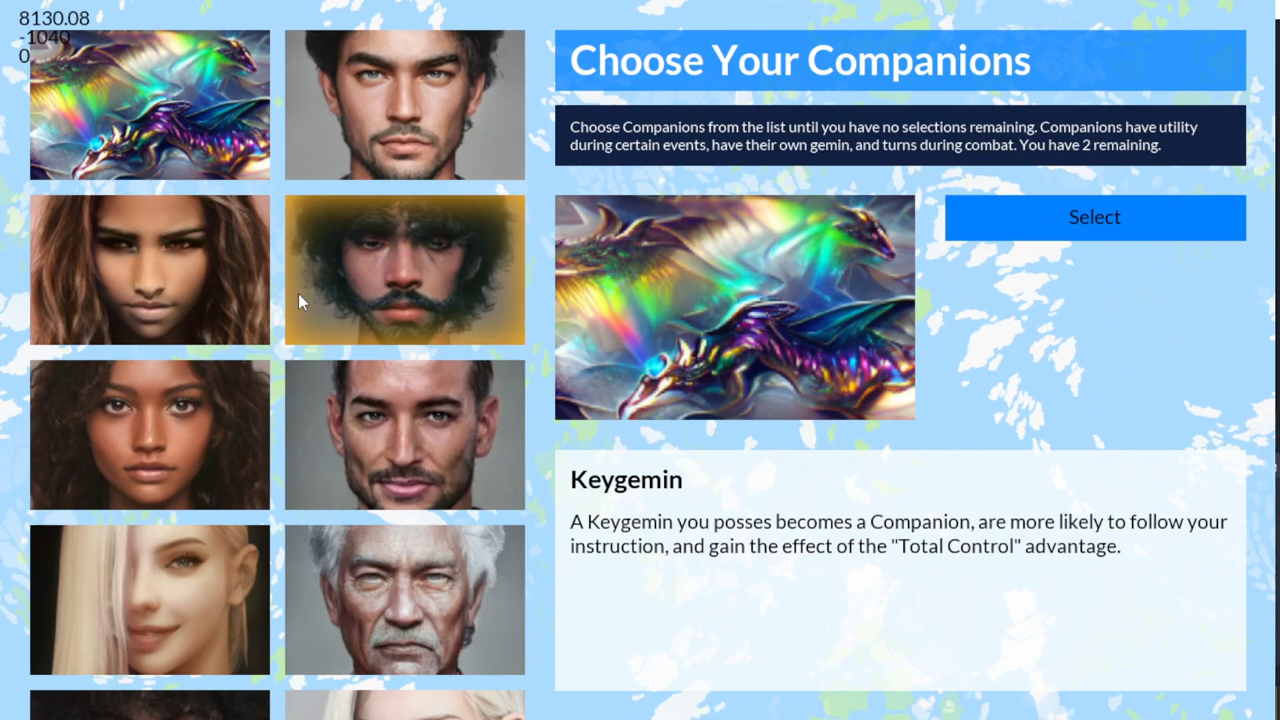 8130.08
-1040
0
Choose Your Companions
Choose Companions from the list until you have no selections remaining. Companions have utility
during certain events, have their own gemin, and turns during combat. You have 2 remaining.
Select
Keygemin
A Keygemin you posses becomes a Companion, are more likely to follow your
instruction, and gain the effect of the "Total Control" advantage.